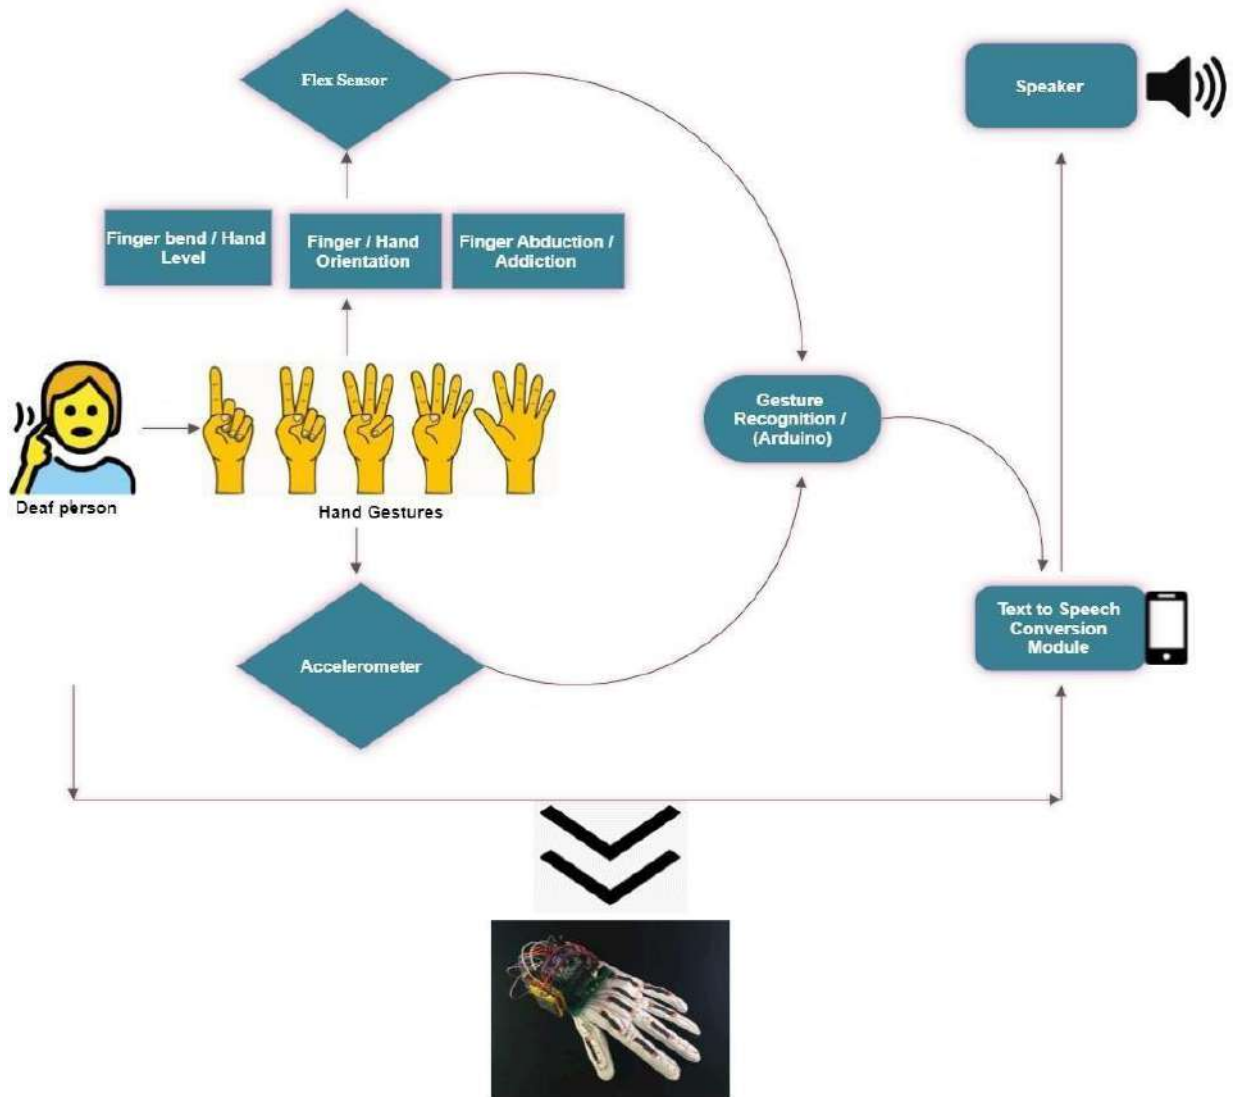 Flex Sensor
Speaker
Finger bend / Hand
Level
Finger / Hand
Orientation
Finger Abduction /
Addiction
Deaf person
Hand Gestures
Gesture
Recognition /
(Arduino)
Accelerometer
Text to Speech
Conversion
Module